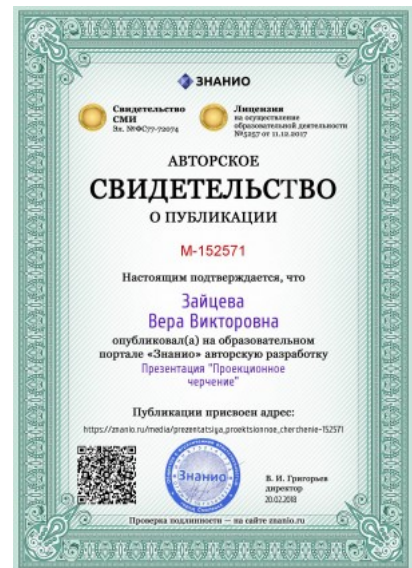 ЗНАНИО
Свидетельство
СМИ
Эл. №ФС77-72074
Лицензия
на осуществление
образовательной деятельности
№5257 от 11.12.2017
АВТОРСКОЕ
СВИДЕТЕЛЬСТВО
О ПУБЛИКАЦИИ
М-152571
Настоящим подтверждается, что
Зайцева
Вера Викторовна
опубликовал(а) на образовательном
портале «Знанио» авторскую разработку
Презентация "Проекционное
черчение"
Публикации присвоен адрес:
https://znanio.ru/media/prezentatsiya_proektsionnoe_cherchenie-152571
Знанио
В. И. Григорьев
директор
20.02.2018
Проверка подлинности — на сайте znanio.ru